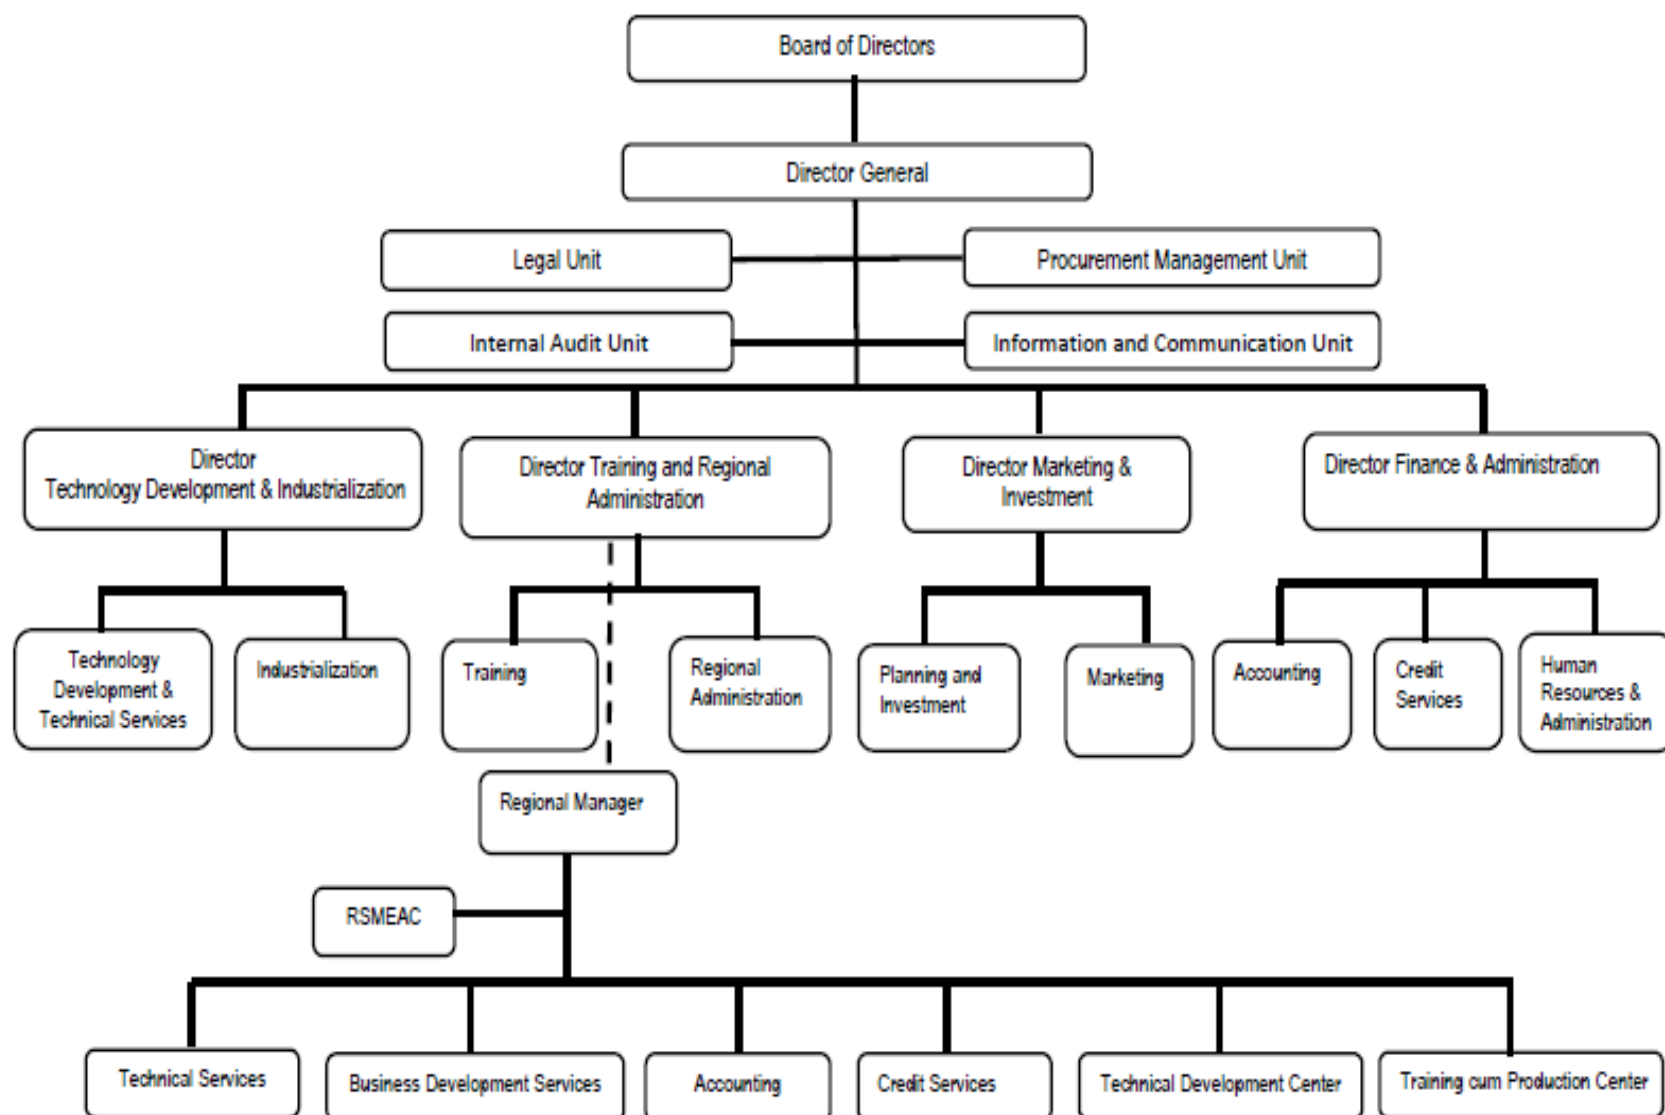 Board of Directors
Director General
Legal Unit
Procurement Management Unit
Internal Audit Unit
Information and Communication Unit
Director
Technology Development & Industrialization
Director Training and Regional
Administration
Director Marketing &
Investment
Director Finance & Administration
Technology
Development &
Technical Services
Industrialization
Training
Regional
Administration
Planning and
Investment
Marketing
Accounting
Credit
Services
Human
Resources &
Administration
Regional Manager
RSMEAC
Technical Services
Business Development Services
Accounting
Credit Services
Technical Development Center
Training cum Production Center